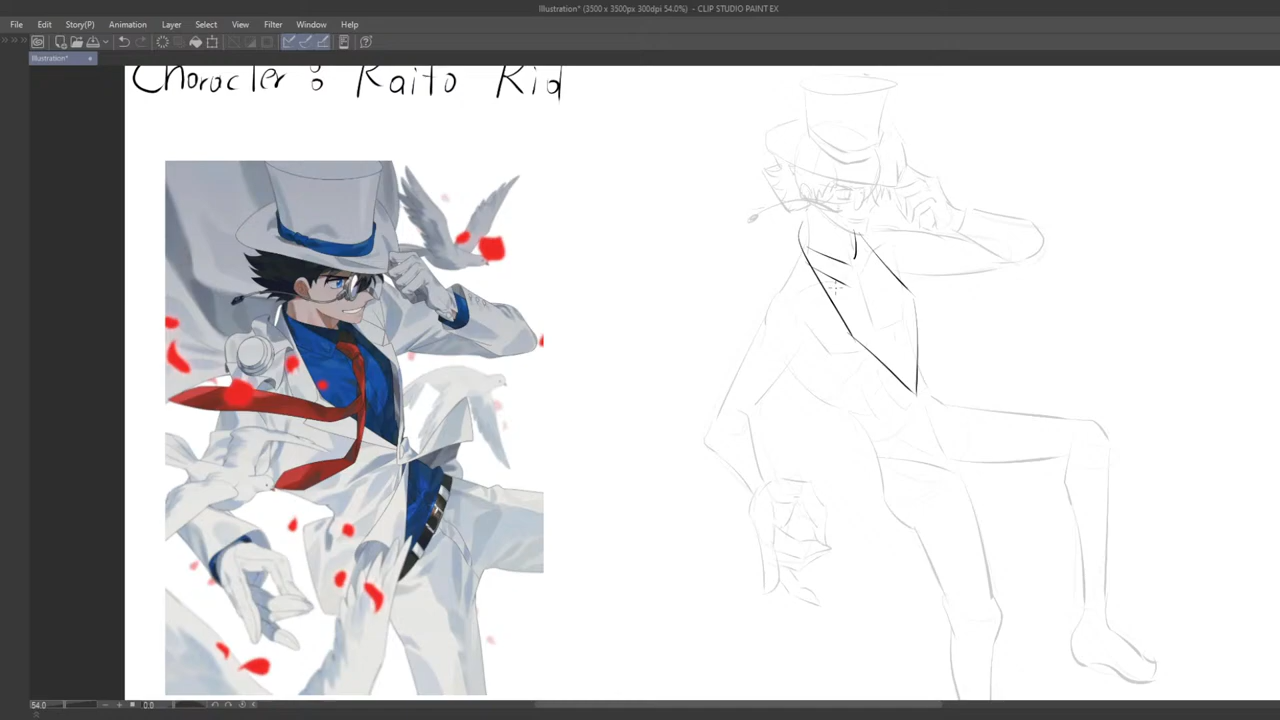 Illustration* (3500 x 3500px 300dpi 54.0%) - CLIP STUDIO PAINT EX
File Edit Story(P) Animation Layer Select View Filter Window Help
Illustration*
Character : Kaito Kid
54.0 0.0